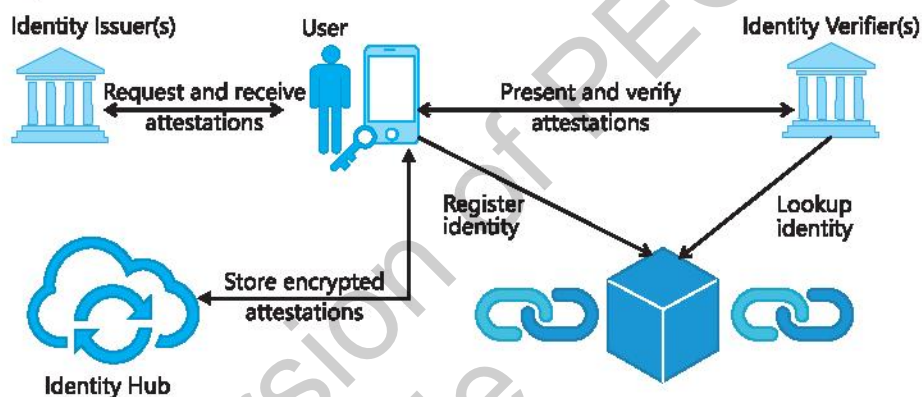 Identity Issuer(s)
User
Identity Verifier(s)
Request and receive
attestations
Present and verify
attestations
Register
identity
Lookup
identity
Store encrypted
attestations
Identity Hub